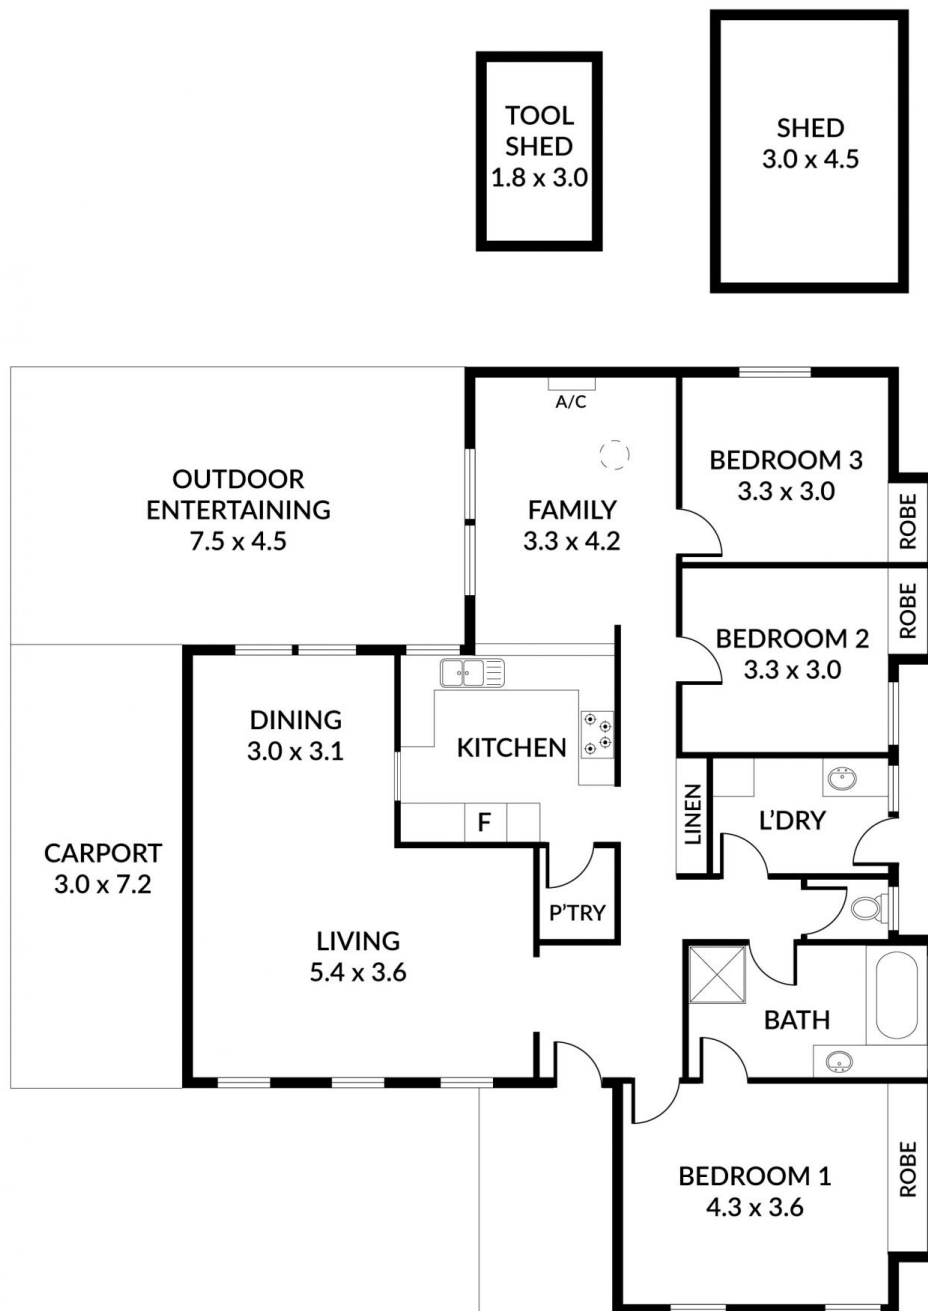 TOOL
SHED
1.8 x 3.0
SHED
3.0 x 4.5
A/C
OUTDOOR
ENTERTAINING
7.5 x 4.5
FAMILY
3.3 x 4.2
BEDROOM 3
3.3 x 3.0
ROBE
BEDROOM 2
3.3 x 3.0
ROBE
DINING
3.0 x 3.1
KITCHEN
F
LINEN
L'DRY
CARPORT
3.0 x 7.2
P'TRY
LIVING
5.4 x 3.6
BATH
BEDROOM 1
4.3 x 3.6
ROBE